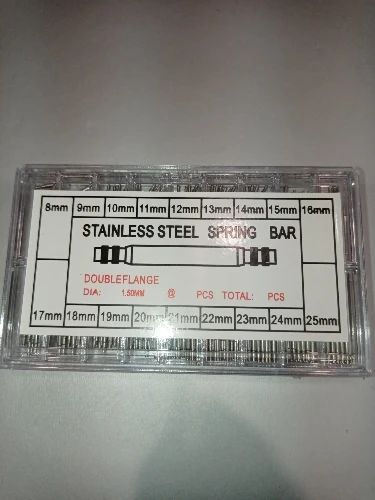 8mm 9mm 10mm 11mm 12mm 13mm 14mm 15mm 16mm
STAINLESS STEEL SPRING BAR
DOUBLEFLANGE
DIA: 1.50MM @ PCS TOTAL: PCS
17mm 18mm 19mm 20mm 21mm 22mm 23mm 24mm 25mm